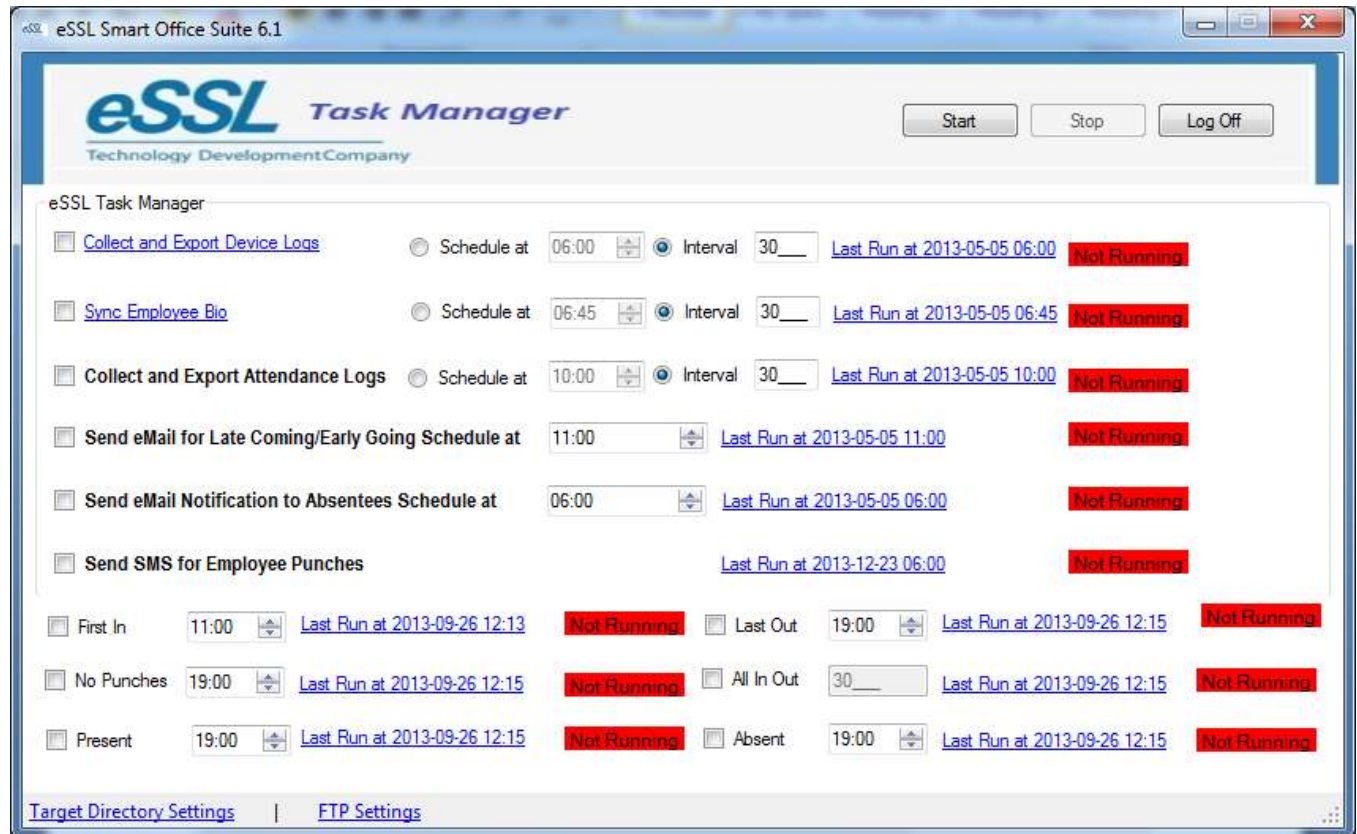 eSSL eSSL Smart Office Suite 6.1
eSSL Task Manager
Technology DevelopmentCompany
Start Stop Log Off
eSSL Task Manager
Collect and Export Device Logs Schedule at 06:00 Interval 30___ Last Run at 2013-05-05 06:00 Not Running
Sync Employee Bio Schedule at 06:45 Interval 30___ Last Run at 2013-05-05 06:45 Not Running
Collect and Export Attendance Logs Schedule at 10:00 Interval 30___ Last Run at 2013-05-05 10:00 Not Running
Send eMail for Late Coming/Early Going Schedule at 11:00 Last Run at 2013-05-05 11:00 Not Running
Send eMail Notification to Absentees Schedule at 06:00 Last Run at 2013-05-05 06:00 Not Running
Send SMS for Employee Punches Last Run at 2013-12-23 06:00 Not Running
First In 11:00 Last Run at 2013-09-26 12:13 Not Running Last Out 19:00 Last Run at 2013-09-26 12:15 Not Running
No Punches 19:00 Last Run at 2013-09-26 12:15 Not Running All In Out 30___ Last Run at 2013-09-26 12:15 Not Running
Present 19:00 Last Run at 2013-09-26 12:15 Not Running Absent 19:00 Last Run at 2013-09-26 12:15 Not Running
Target Directory Settings | FTP Settings